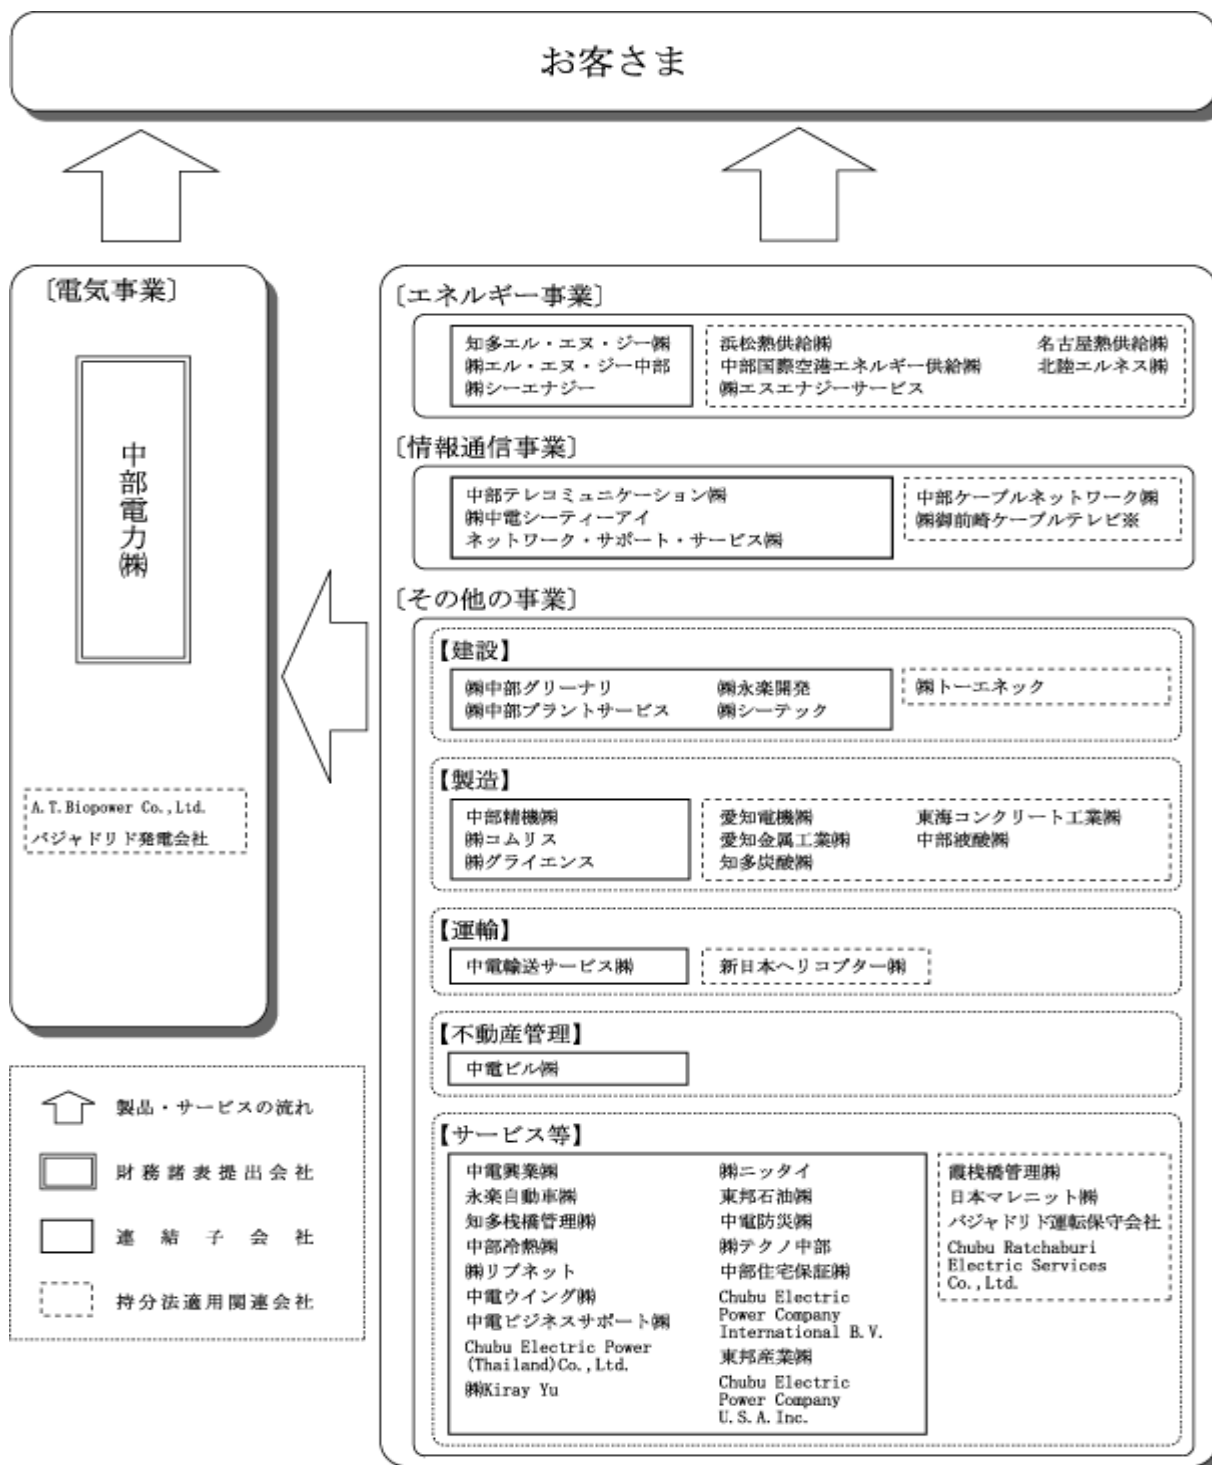 お客さま
〔電気事業〕
中部電力㈱
A.T.Biopower Co.,Ltd.
バジャドリド発電会社
製品・サービスの流れ
財務諸表提出会社
連結子会社
持分法適用関連会社
〔エネルギー事業〕
知多エル・エヌ・ジー㈱
㈱エル・エヌ・ジー中部
㈱シーエナジー
浜松熱供給㈱
名古屋熱供給㈱
中部国際空港エネルギー供給㈱
北陸エルネス㈱
㈱エスエナジーサービス
〔情報通信事業〕
中部テレコミュニケーション㈱
㈱中電シーティーアイ
ネットワーク・サポート・サービス㈱
中部ケーブルネットワーク㈱
㈱御前崎ケーブルテレビ※
〔その他の事業〕
【建設】
㈱中部グリーナリ
㈱永楽開発
㈱中部プラントサービス
㈱シーテック
㈱トーエネック
【製造】
中部精機㈱
㈱コムリス
㈱グライエンス
愛知電機㈱
東海コンクリート工業㈱
愛知金属工業㈱
中部液酸㈱
知多炭酸㈱
【運輸】
中電輸送サービス㈱
新日本ヘリコプター㈱
【不動産管理】
中電ビル㈱
【サービス等】
中電興業㈱
永楽自動車㈱
知多桟橋管理㈱
中部冷熱㈱
㈱リブネット
中電ウイング㈱
中電ビジネスサポート㈱
Chubu Electric Power
(Thailand)Co.,Ltd.
㈱Kiray Yu
㈱ニッタイ
東邦石油㈱
中電防災㈱
㈱テクノ中部
中部住宅保証㈱
Chubu Electric
Power Company
International B.V.
東邦産業㈱
Chubu Electric
Power Company
U.S.A.Inc.
霞桟橋管理㈱
日本マレニット㈱
バジャドリド運転保守会社
Chubu Ratchaburi
Electric Services
Co.,Ltd.